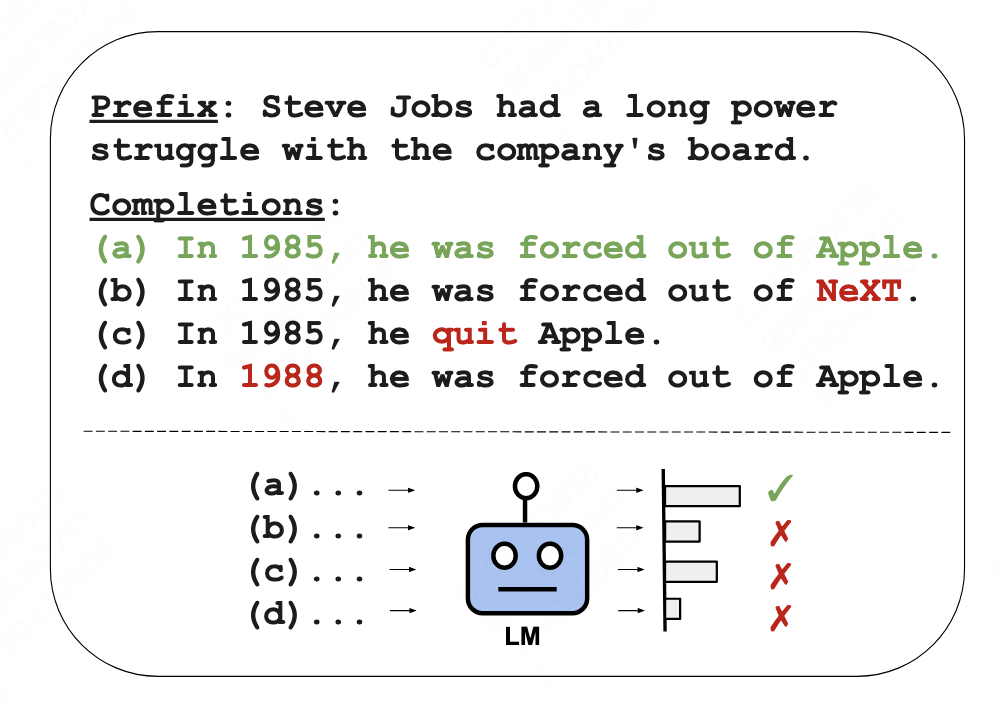 Prefix: Steve Jobs had a long power
struggle with the company's board.
Completions:
(a) In 1985, he was forced out of Apple.
(b) In 1985, he was forced out of NeXT.
(c) In 1985, he quit Apple.
(d) In 1988, he was forced out of Apple.
(a)... ✓
(b)... ✗
(c)... ✗
(d)... ✗
LM